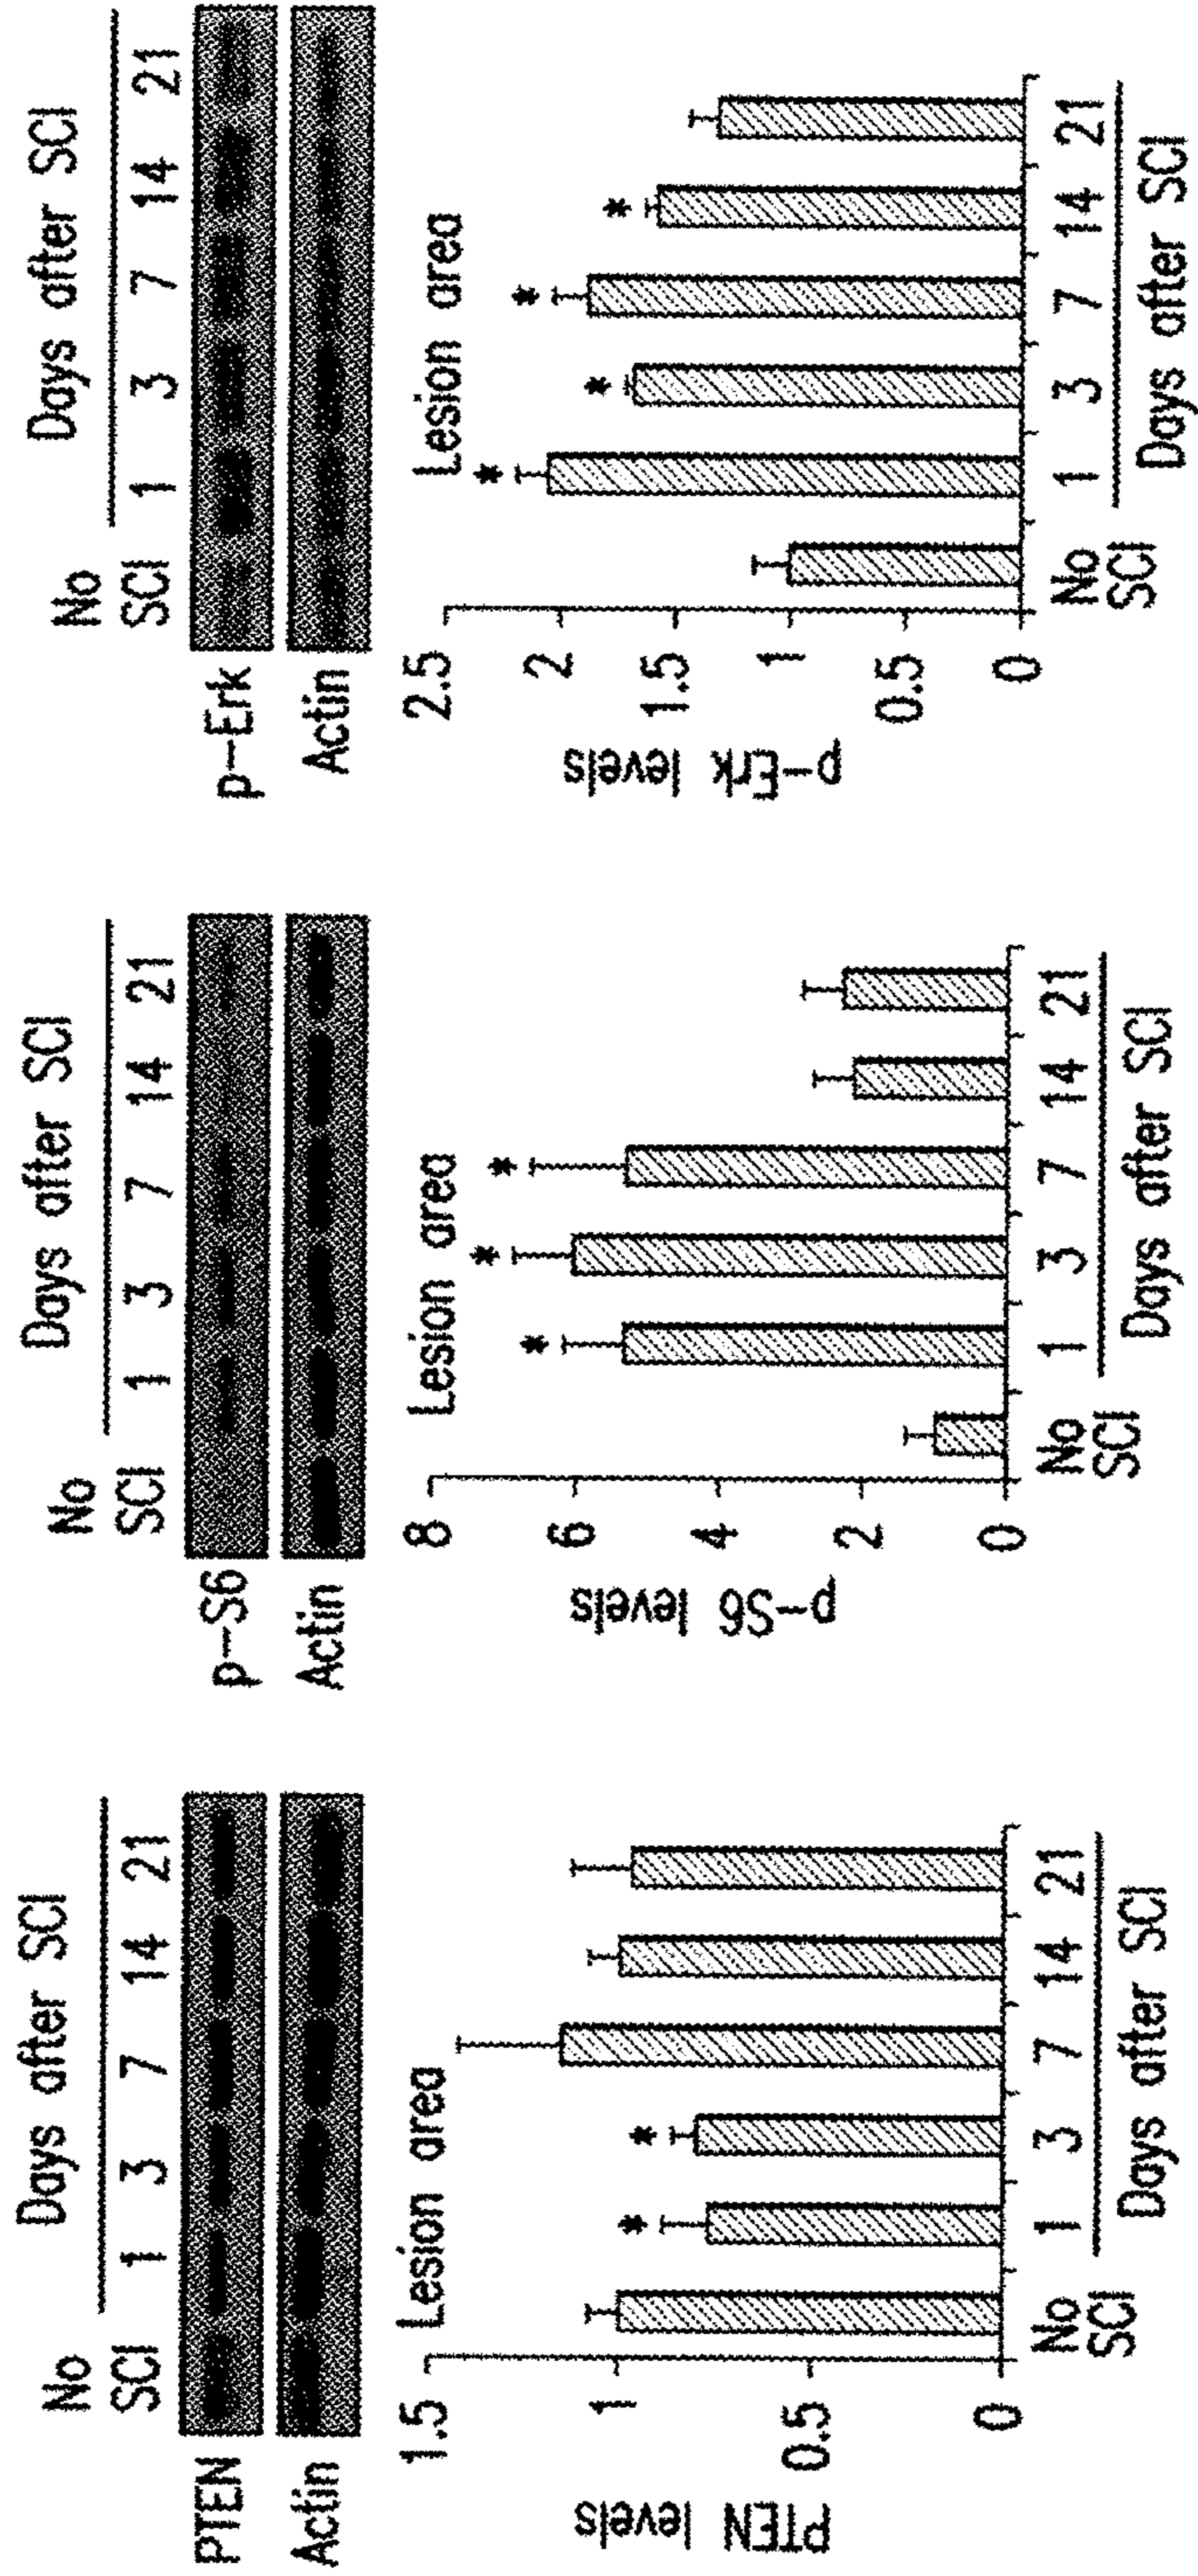 No
SCI
Days after SCI
1 3 7 14 21
PTEN
Actin
Lesion area
PTEN levels
1.5
1
0.5
0
No
SCI
1 3 7 14 21
Days after SCI
No
SCI
Days after SCI
1 3 7 14 21
p-S6
Actin
Lesion area
p-S6 levels
8
6
4
2
0
* * *
No
SCI
1 3 7 14 21
Days after SCI
No
SCI
Days after SCI
1 3 7 14 21
p-Erk
Actin
Lesion area
p-Erk levels
2.5
2
1.5
1
0.5
0
* * * *
No
SCI
1 3 7 14 21
Days after SCI